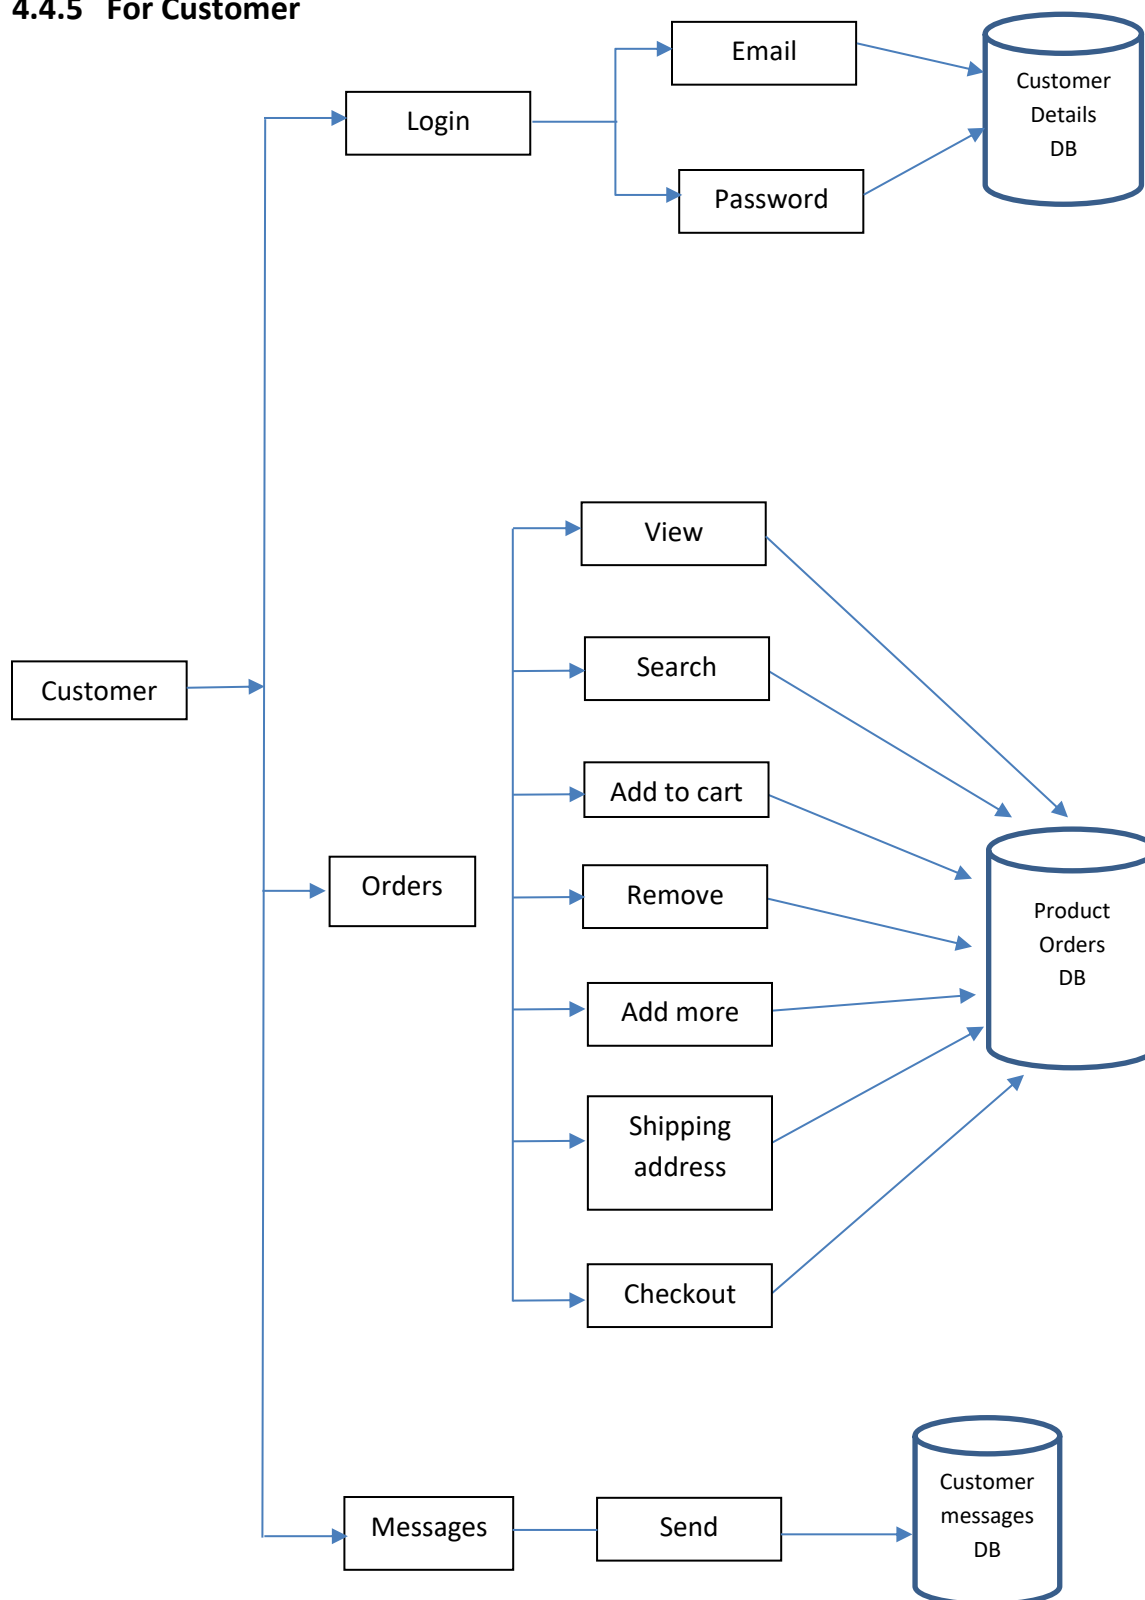 4.4.5 For Customer
Email
Customer
Details
DB
Login
Password
View
Search
Customer
Add to cart
Orders
Remove
Product
Orders
DB
Add more
Shipping
address
Checkout
Customer
messages
DB
Messages
Send